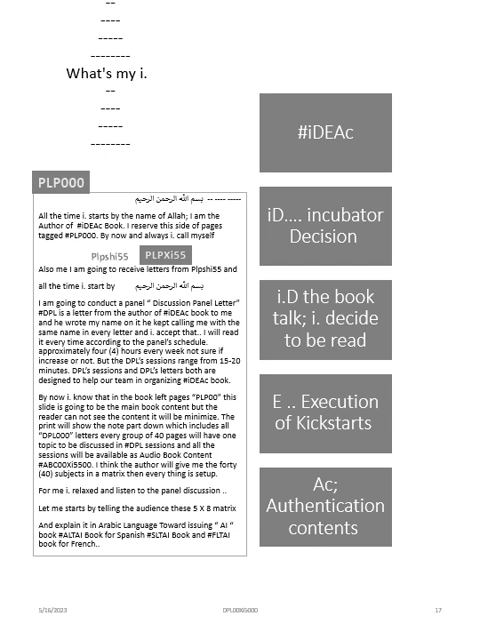 --
----
-----
--------
What's my i.
--
----
-----
--------
PLP000
بسم الله الرحمن الرحيم -- ---- -----
All the time i. starts by the name of Allah; I am the
Author of #iDEAc Book. I reserve this side of pages
tagged #PLP000. By now and always i. call myself
Plpshi55 PLPXi55
Also me I am going to receive letters from Plpshi55 and
all the time i. start by بسم الله الرحمن الرحيم
I am going to conduct a panel “ Discussion Panel Letter”
#DPL is a letter from the author of #iDEAc book to me
and he wrote my name on it he kept calling me with the
same name in every letter and i. accept that.. I will read
it every time according to the panel’s schedule.
approximately four (4) hours every week not sure if
increase or not. But the DPL’s sessions range from 15-20
minutes. DPL’s sessions and DPL’s letters both are
designed to help our team in organizing #iDEAc book.
By now i. know that in the book left pages “PLP00” this
slide is going to be the main book content but the
reader can not see the content it will be minimize. The
print will show the note part down which includes all
“DPL000” letters every group of 40 pages will have one
topic to be discussed in #DPL sessions and all the
sessions will be available as Audio Book Content
#ABC00Xi5500. I think the author will give me the forty
(40) subjects in a matrix then every thing is setup.
For me i. relaxed and listen to the panel discussion ..
Let me starts by telling the audience these 5 X 8 matrix
And explain it in Arabic Language Toward issuing “ AI “
book #ALTAI Book for Spanish #SLTAI Book and #FLTAI
book for French..
#iDEAc
iD.... incubator
Decision
i.D the book
talk; i. decide
to be read
E .. Execution
of Kickstarts
Ac;
Authentication
contents
5/16/2023
DPL00Xi5000
17